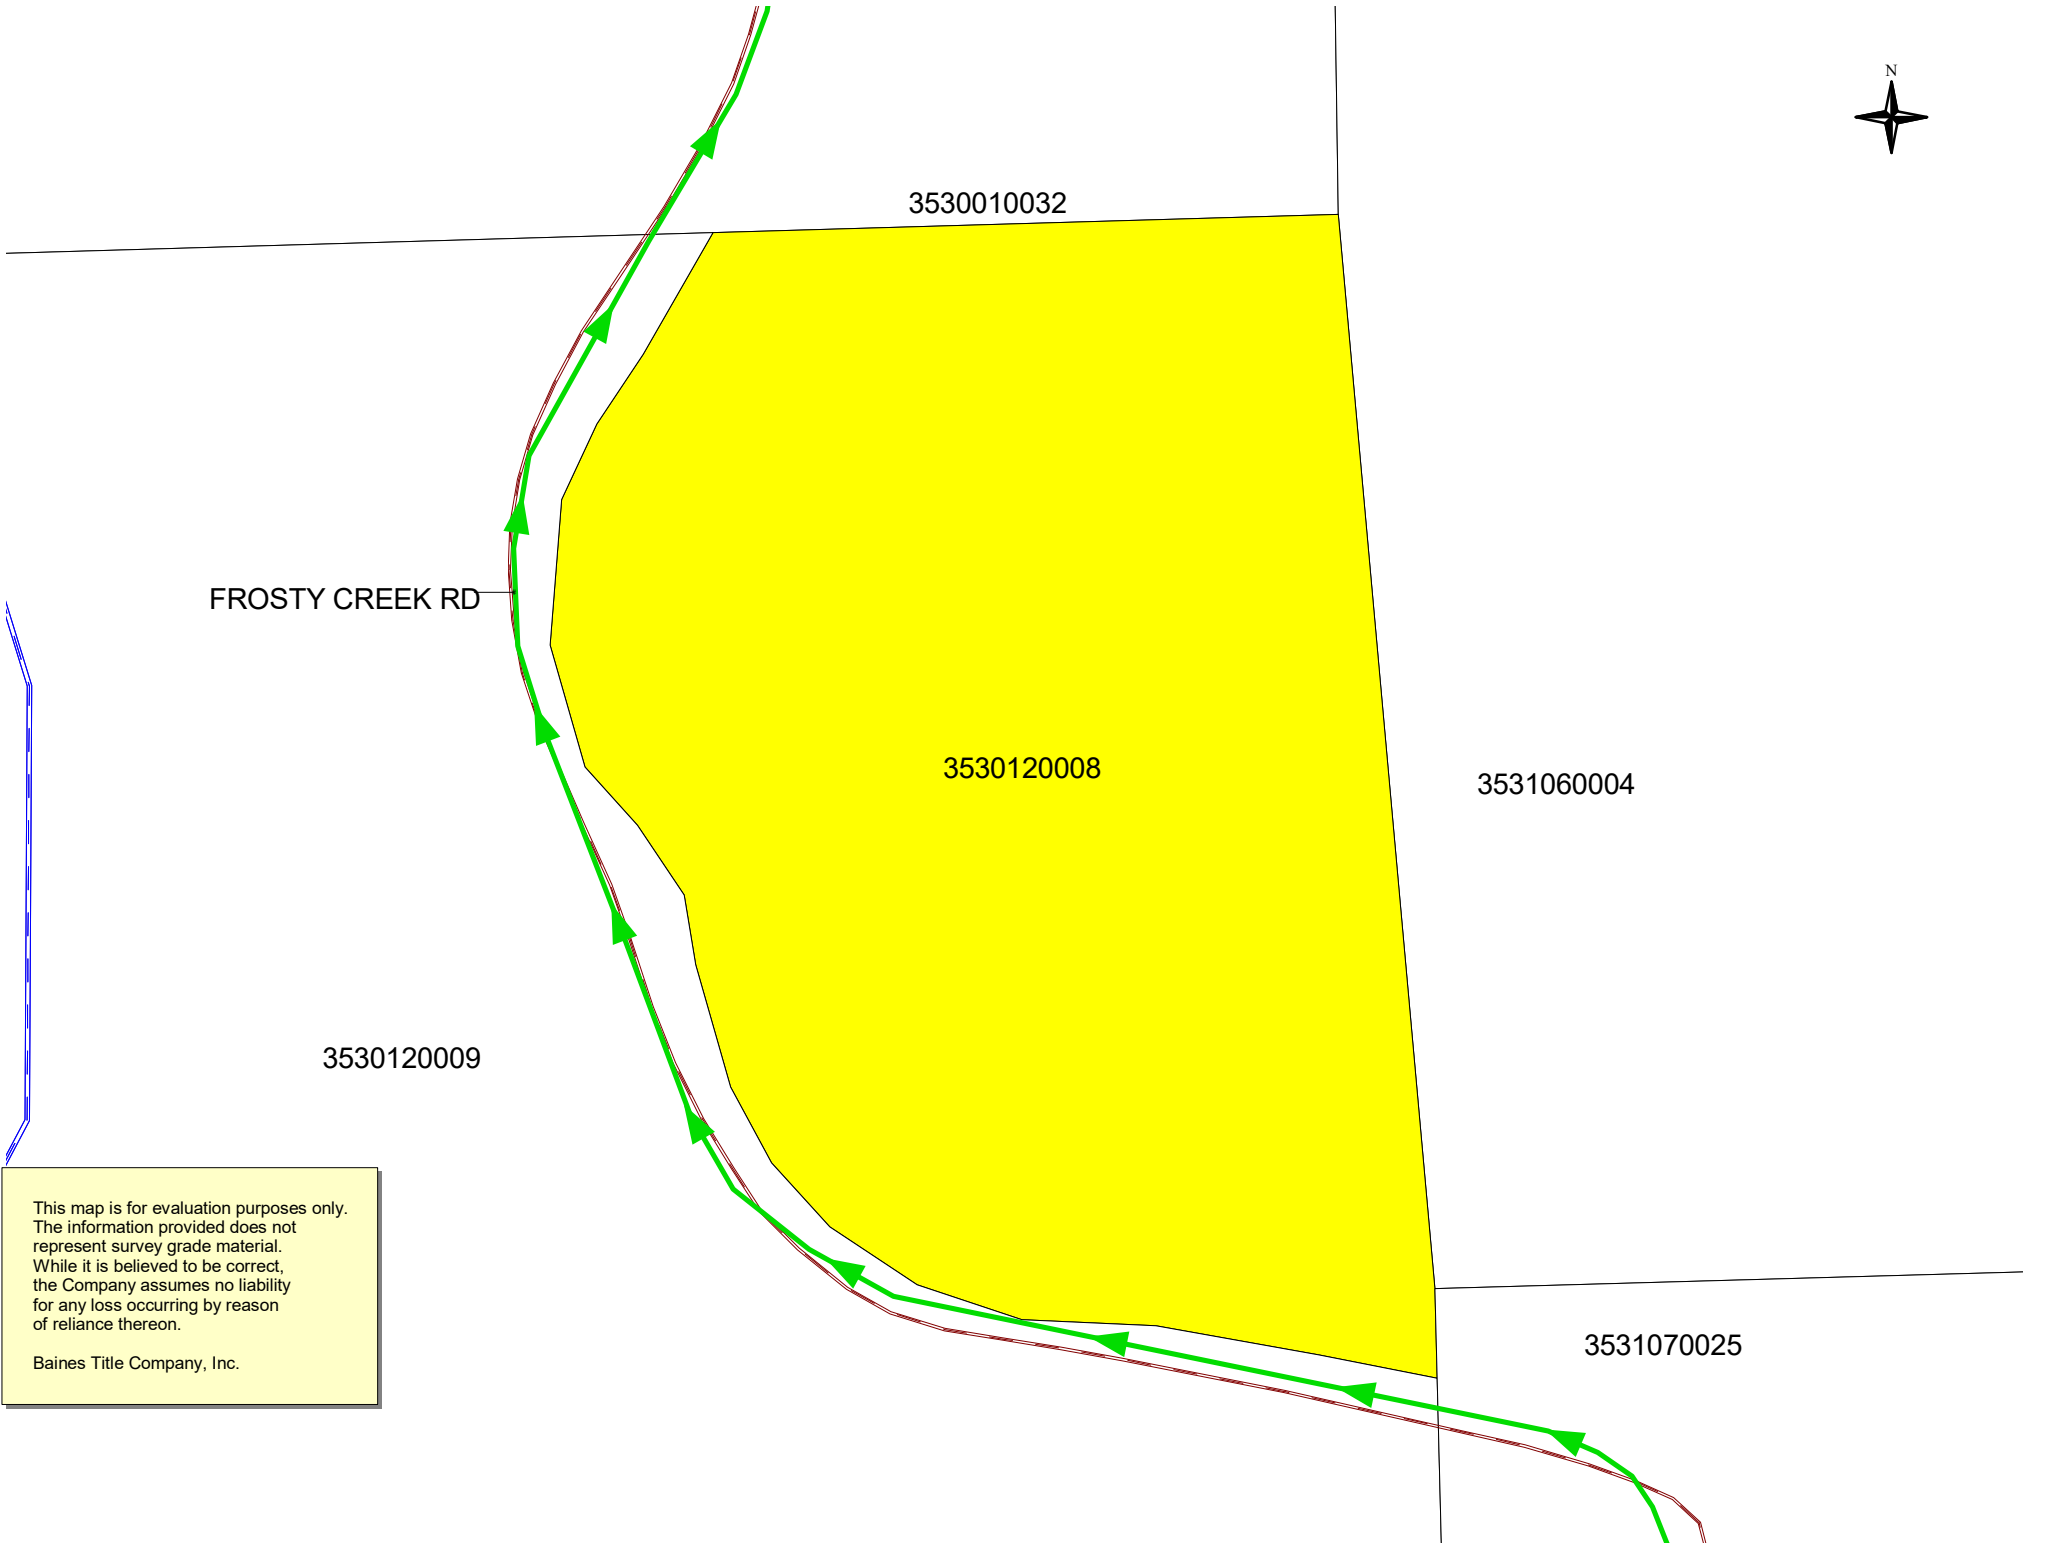 N
3530010032
FROSTY CREEK RD
3530120008
3531060004
3530120009
This map is for evaluation purposes only.
The information provided does not
represent survey grade material.
While it is believed to be correct,
the Company assumes no liability
for any loss occurring by reason
of reliance thereon.
Baines Title Company, Inc.
3531070025